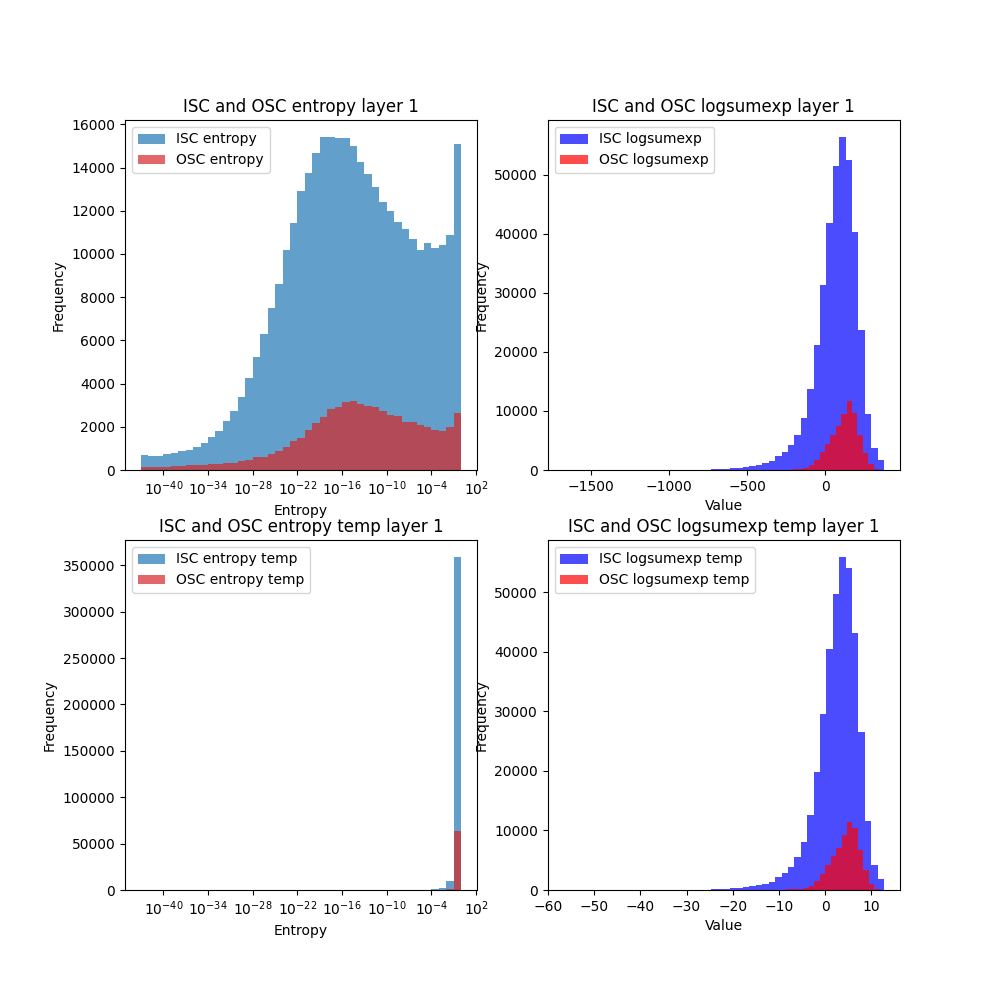 ISC and OSC entropy layer 1
ISC entropy
OSC entropy
16000
14000
12000
10000
8000
6000
4000
2000
0
Frequency
10⁻⁴⁰ 10⁻³⁴ 10⁻²⁸ 10⁻²² 10⁻¹⁶ 10⁻¹⁰ 10⁻⁴ 10²
Entropy
ISC and OSC logsumexp layer 1
ISC logsumexp
OSC logsumexp
50000
40000
30000
20000
10000
0
Frequency
−1500 −1000 −500 0
Value
ISC and OSC entropy temp layer 1
ISC entropy temp
OSC entropy temp
350000
300000
250000
200000
150000
100000
50000
0
Frequency
10⁻⁴⁰ 10⁻³⁴ 10⁻²⁸ 10⁻²² 10⁻¹⁶ 10⁻¹⁰ 10⁻⁴ 10²
Entropy
ISC and OSC logsumexp temp layer 1
ISC logsumexp temp
OSC logsumexp temp
50000
40000
30000
20000
10000
0
Frequency
−60 −50 −40 −30 −20 −10 0 10
Value